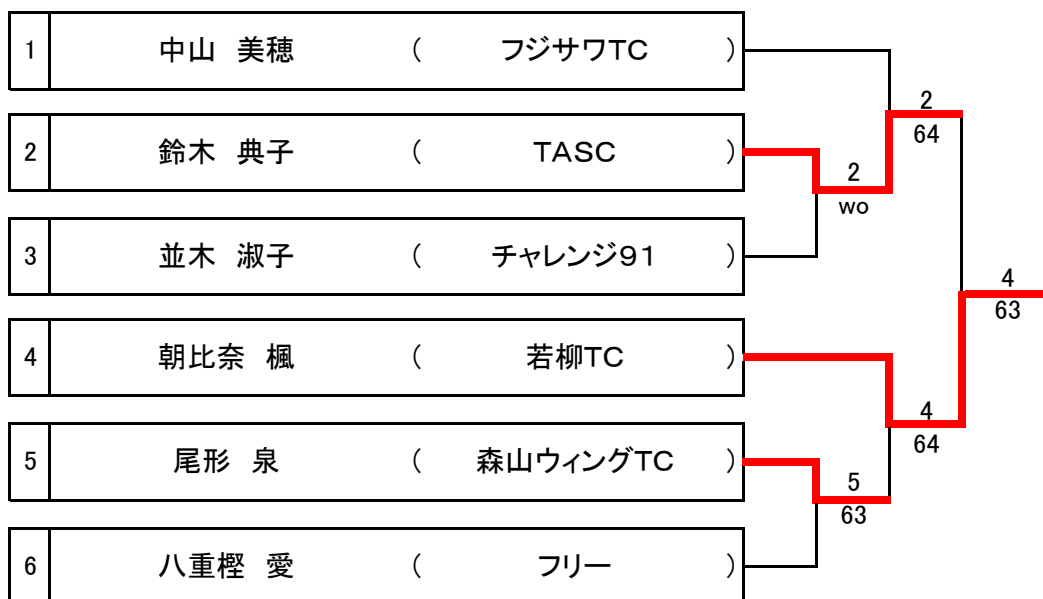 1 中山 美穂 ( フジサワTC )
2 鈴木 典子 ( TASC )
3 並木 淑子 ( チャレンジ91 )
4 朝比奈 楓 ( 若柳TC )
5 尾形 泉 ( 森山ウィングTC )
6 八重樫 愛 ( フリー )
2
wo
5
63
2
64
4
64
4
63